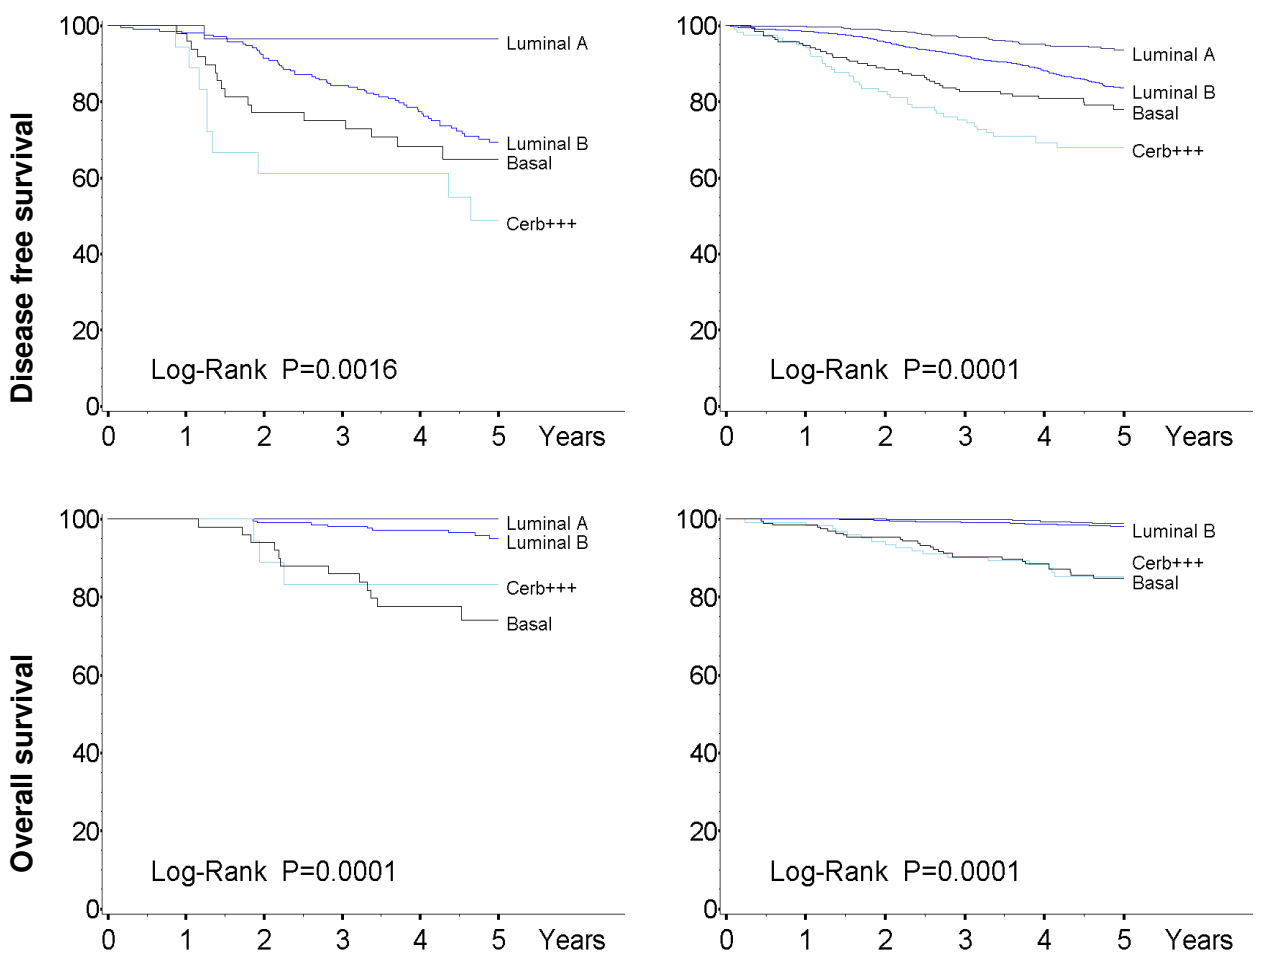 Disease free survival
100
80
60
40
20
0
Luminal A
Luminal B
Basal
Cerb+++
Log-Rank P=0.0016
0 1 2 3 4 5 Years
100
80
60
40
20
0
Luminal A
Luminal B
Basal
Cerb+++
Log-Rank P=0.0001
0 1 2 3 4 5 Years
Overall survival
100
80
60
40
20
0
Luminal A
Luminal B
Cerb+++
Basal
Log-Rank P=0.0001
0 1 2 3 4 5 Years
100
80
60
40
20
0
Luminal B
Cerb+++
Basal
Log-Rank P=0.0001
0 1 2 3 4 5 Years